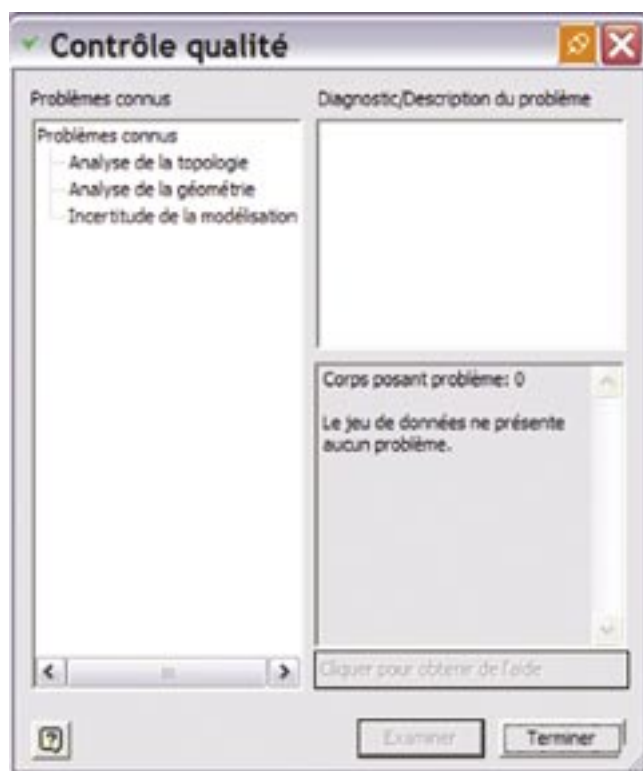 Contrôle qualité
Problèmes connus
Diagnostic/Description du problème
Problèmes connus
Analyse de la topologie
Analyse de la géométrie
Incertitude de la modélisation
Corps posant problème: 0
Le jeu de données ne présente
aucun problème.
Cliquer pour obtenir de l'aide
Examiner
Terminer